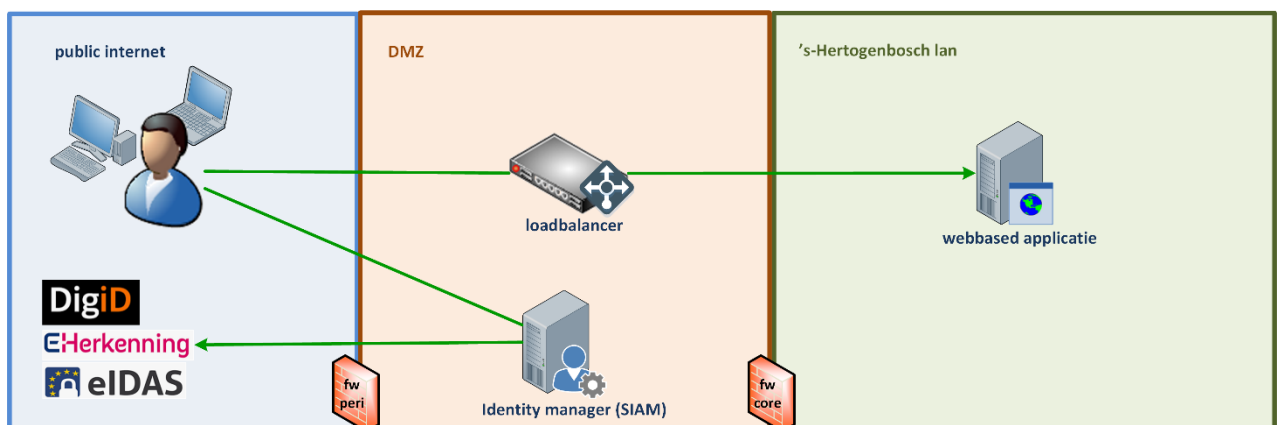 public internet
DMZ
's-Hertogenbosch lan
loadbalancer
webbased applicatie
DigiD
eHerkenning
eIDAS
fw
peri
Identity manager (SIAM)
fw
core